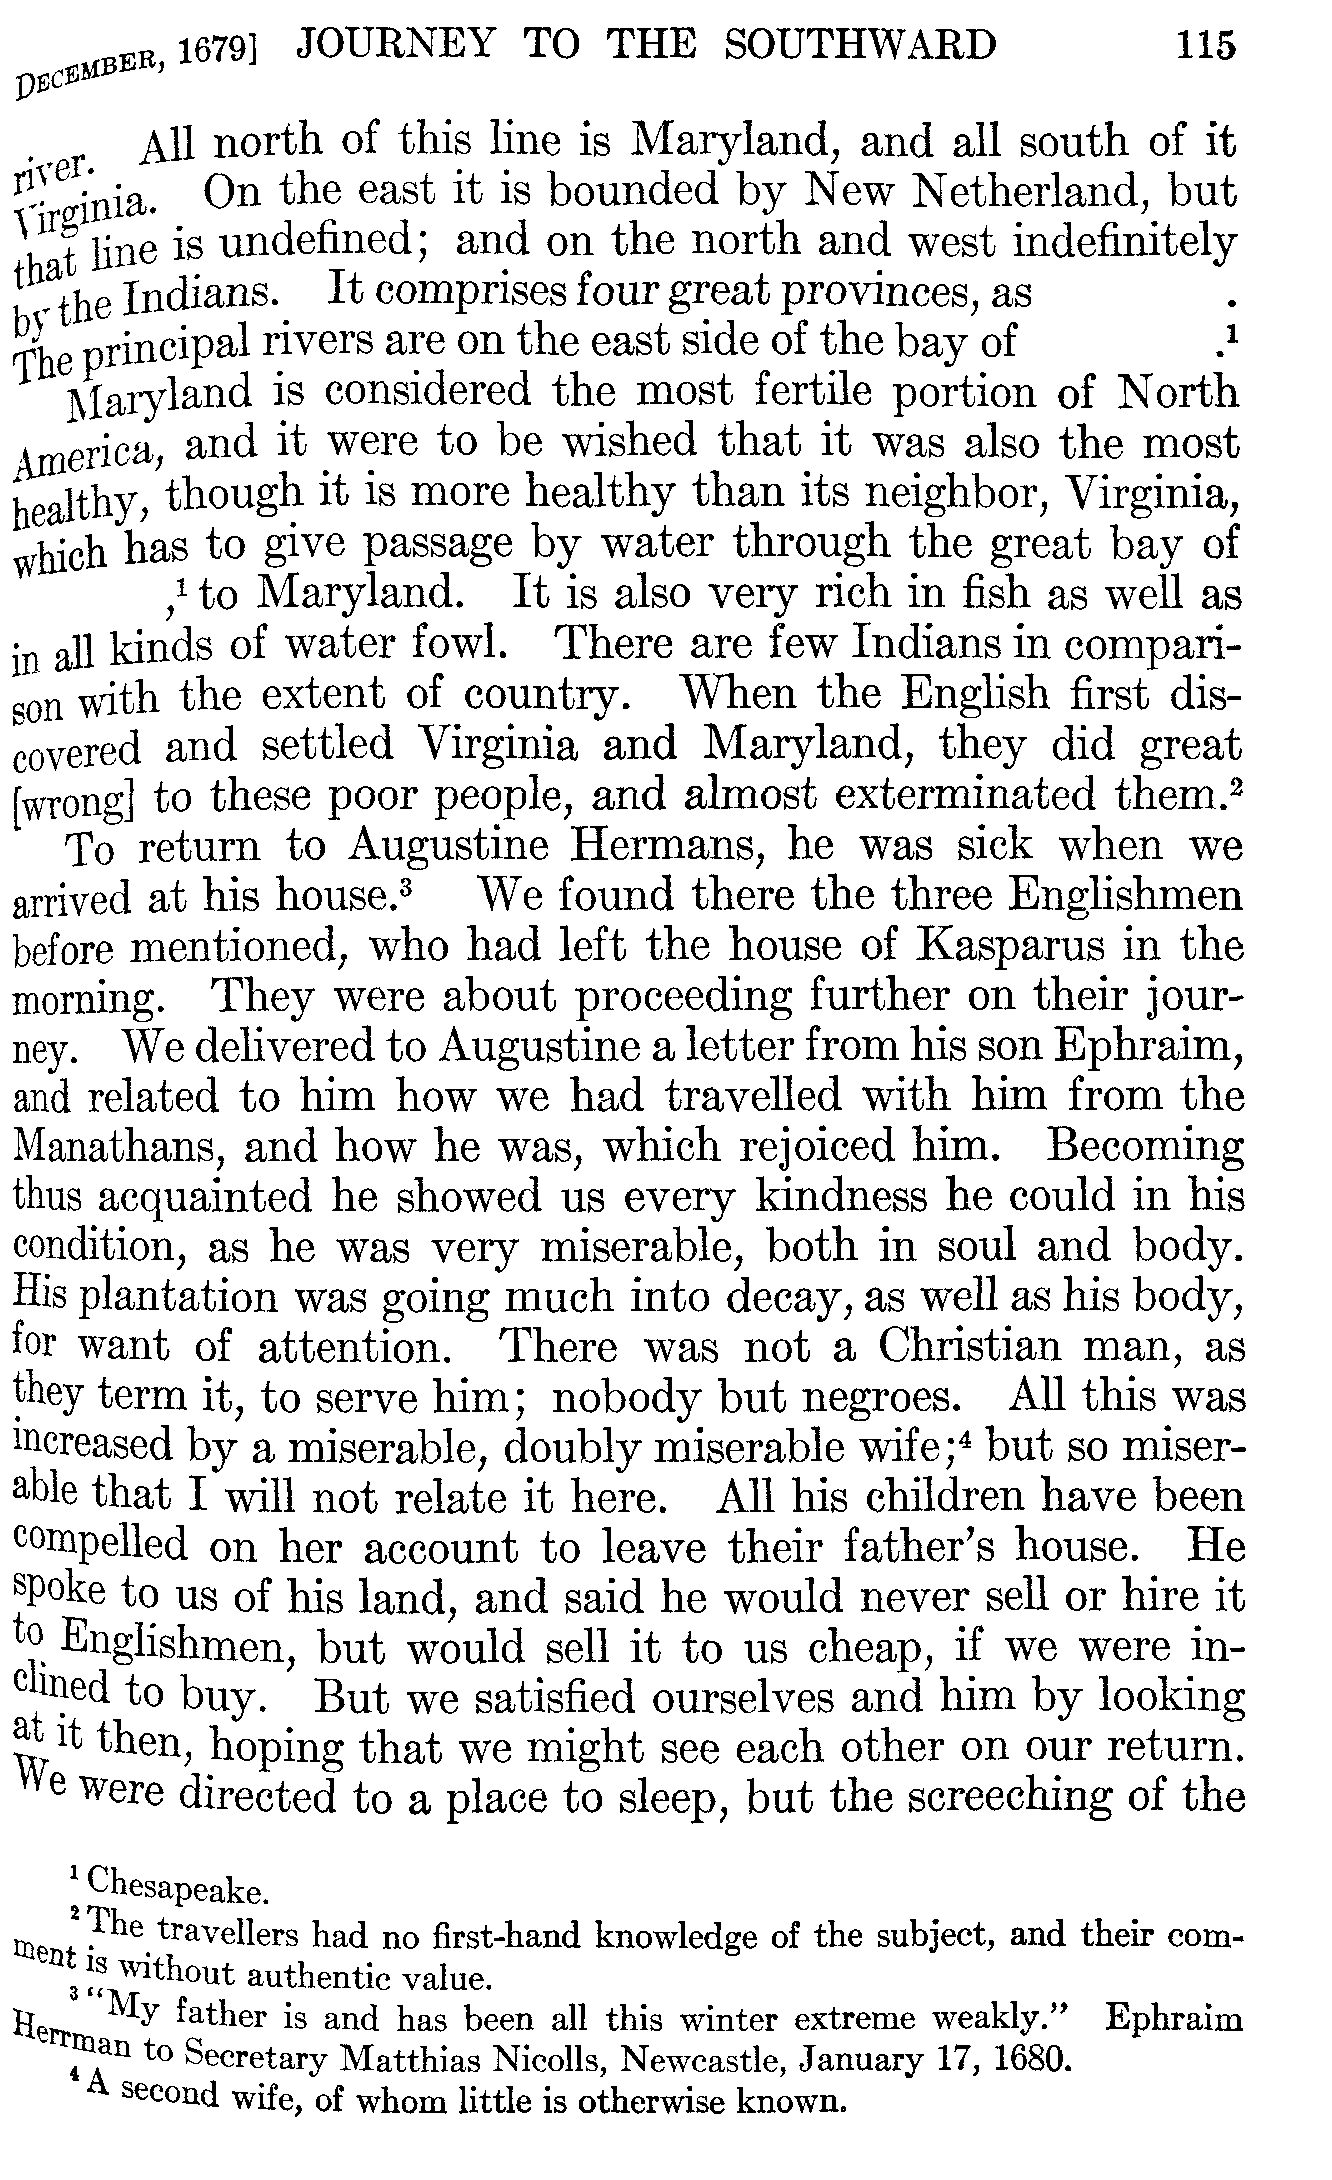 DECEMBER, 1679] JOURNEY TO THE SOUTHWARD 115
river. All north of this line is Maryland, and all south of it
Virginia. On the east it is bounded by New Netherland, but
that line is undefined; and on the north and west indefinitely
by the Indians. It comprises four great provinces, as .
The principal rivers are on the east side of the bay of .¹
Maryland is considered the most fertile portion of North
America, and it were to be wished that it was also the most
healthy, though it is more healthy than its neighbor, Virginia,
which has to give passage by water through the great bay of
,¹ to Maryland. It is also very rich in fish as well as
in all kinds of water fowl. There are few Indians in compari-
son with the extent of country. When the English first dis-
covered and settled Virginia and Maryland, they did great
[wrong] to these poor people, and almost exterminated them.²
To return to Augustine Hermans, he was sick when we
arrived at his house.³ We found there the three Englishmen
before mentioned, who had left the house of Kasparus in the
morning. They were about proceeding further on their jour-
ney. We delivered to Augustine a letter from his son Ephraim,
and related to him how we had travelled with him from the
Manathans, and how he was, which rejoiced him. Becoming
thus acquainted he showed us every kindness he could in his
condition, as he was very miserable, both in soul and body.
His plantation was going much into decay, as well as his body,
for want of attention. There was not a Christian man, as
they term it, to serve him; nobody but negroes. All this was
increased by a miserable, doubly miserable wife;⁴ but so miser-
able that I will not relate it here. All his children have been
compelled on her account to leave their father's house. He
spoke to us of his land, and said he would never sell or hire it
to Englishmen, but would sell it to us cheap, if we were in-
clined to buy. But we satisfied ourselves and him by looking
at it then, hoping that we might see each other on our return.
We were directed to a place to sleep, but the screeching of the
¹ Chesapeake.
² The travellers had no first-hand knowledge of the subject, and their com-
ment is without authentic value.
³ "My father is and has been all this winter extreme weakly." Ephraim
Herrman to Secretary Matthias Nicolls, Newcastle, January 17, 1680.
⁴ A second wife, of whom little is otherwise known.